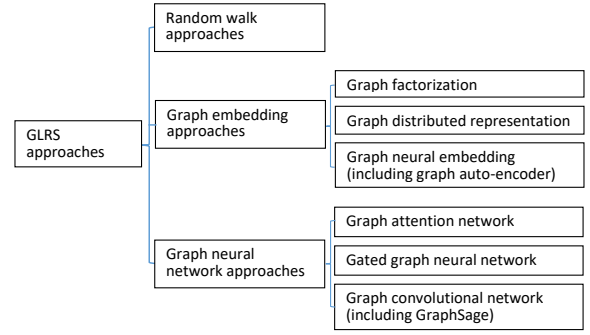 Random walk
approaches
Graph factorization
Graph embedding
approaches
Graph distributed representation
GLRS
approaches
Graph neural embedding
(including graph auto-encoder)
Graph attention network
Graph neural
network approaches
Gated graph neural network
Graph convolutional network
(including GraphSage)